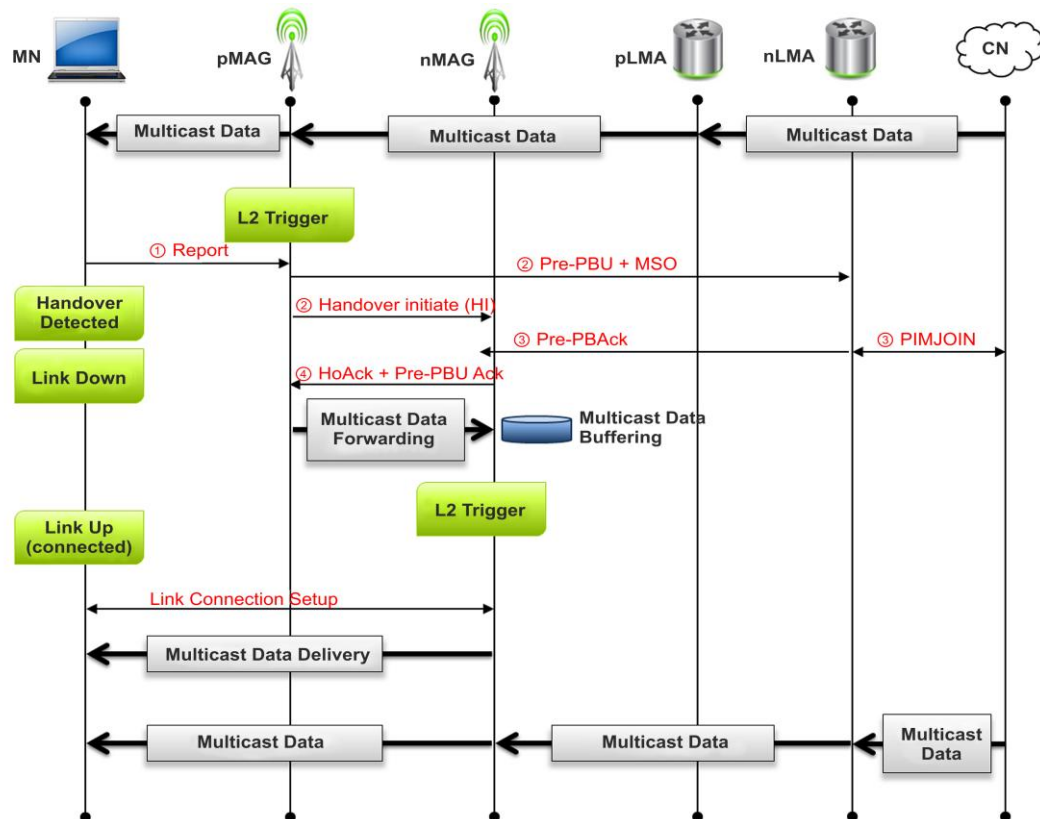 MN
pMAG
nMAG
pLMA
nLMA
CN
Multicast Data
Multicast Data
Multicast Data
L2 Trigger
① Report
② Pre-PBU + MSO
Handover
Detected
② Handover initiate (HI)
③ Pre-PBAck
③ PIMJOIN
Link Down
④ HoAck + Pre-PBU Ack
Multicast Data
Forwarding
Multicast Data
Buffering
L2 Trigger
Link Up
(connected)
Link Connection Setup
Multicast Data Delivery
Multicast Data
Multicast Data
Multicast
Data